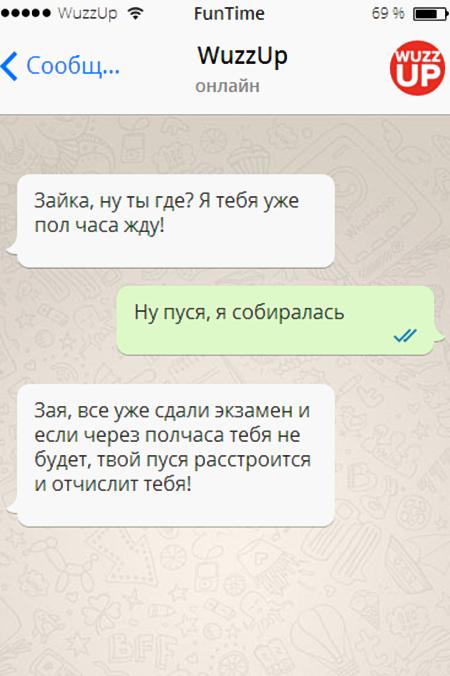 WuzzUp FunTime 69 %
Сообщ... WuzzUp
онлайн
WUZZ
UP
Зайка, ну ты где? Я тебя уже
пол часа жду!
Ну пуся, я собиралась
Зая, все уже сдали экзамен и
если через полчаса тебя не
будет, твой пуся расстроится
и отчислит тебя!
BFF